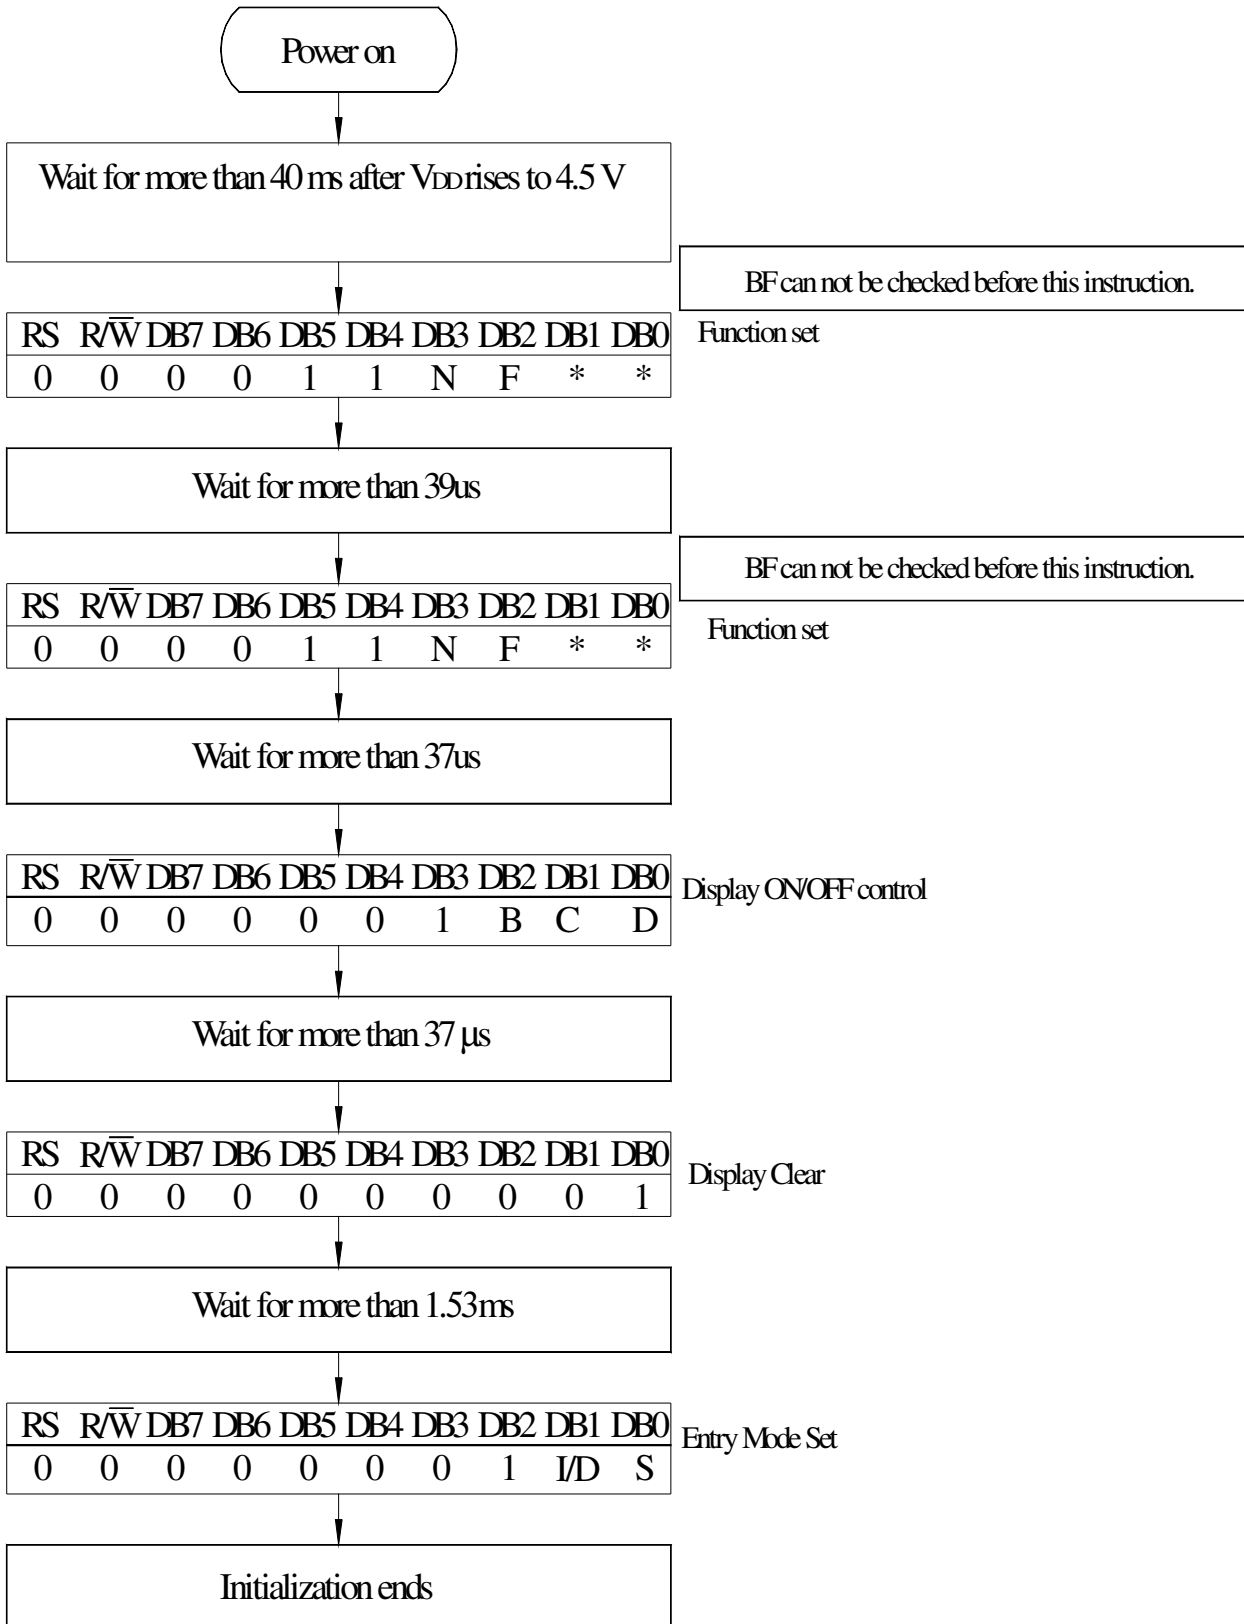 Power on
Wait for more than 40 ms after VDD rises to 4.5 V
BF can not be checked before this instruction.
RS R/W̅ DB7 DB6 DB5 DB4 DB3 DB2 DB1 DB0
Function set
0 0 0 0 1 1 N F * *
Wait for more than 39us
BF can not be checked before this instruction.
RS R/W̅ DB7 DB6 DB5 DB4 DB3 DB2 DB1 DB0
Function set
0 0 0 0 1 1 N F * *
Wait for more than 37us
RS R/W̅ DB7 DB6 DB5 DB4 DB3 DB2 DB1 DB0
Display ON/OFF control
0 0 0 0 0 0 1 B C D
Wait for more than 37 μs
RS R/W̅ DB7 DB6 DB5 DB4 DB3 DB2 DB1 DB0
Display Clear
0 0 0 0 0 0 0 0 0 1
Wait for more than 1.53ms
RS R/W̅ DB7 DB6 DB5 DB4 DB3 DB2 DB1 DB0
Entry Mode Set
0 0 0 0 0 0 0 1 I/D S
Initialization ends